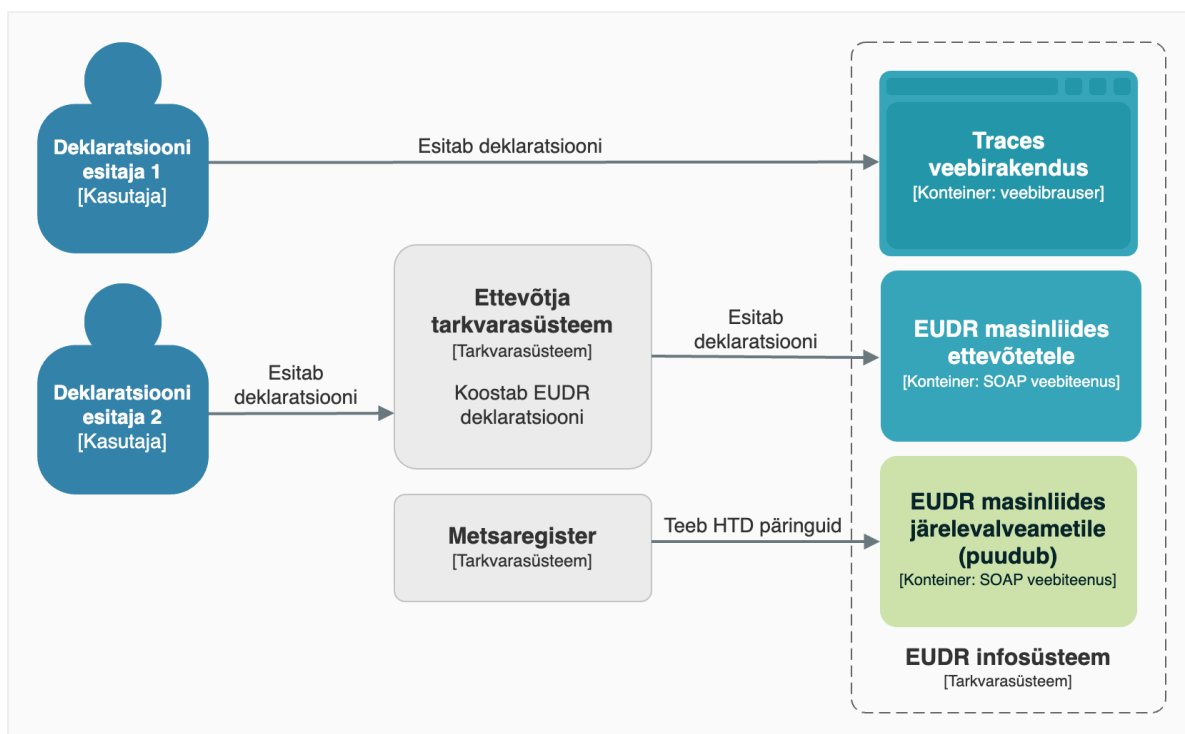 Deklaratsiooni
esitaja 1
[Kasutaja]
Esitab deklaratsiooni
Traces
veebirakendus
[Konteiner: veebibrauser]
Deklaratsiooni
esitaja 2
[Kasutaja]
Esitab
deklaratsiooni
Ettevõtja
tarkvarasüsteem
[Tarkvarasüsteem]
Koostab EUDR
deklaratsiooni
Esitab
deklaratsiooni
EUDR masinliides
ettevõtetele
[Konteiner: SOAP veebiteenus]
Metsaregister
[Tarkvarasüsteem]
Teeb HTD päringuid
EUDR masinliides
järelevalveametile
(puudub)
[Konteiner: SOAP veebiteenus]
EUDR infosüsteem
[Tarkvarasüsteem]